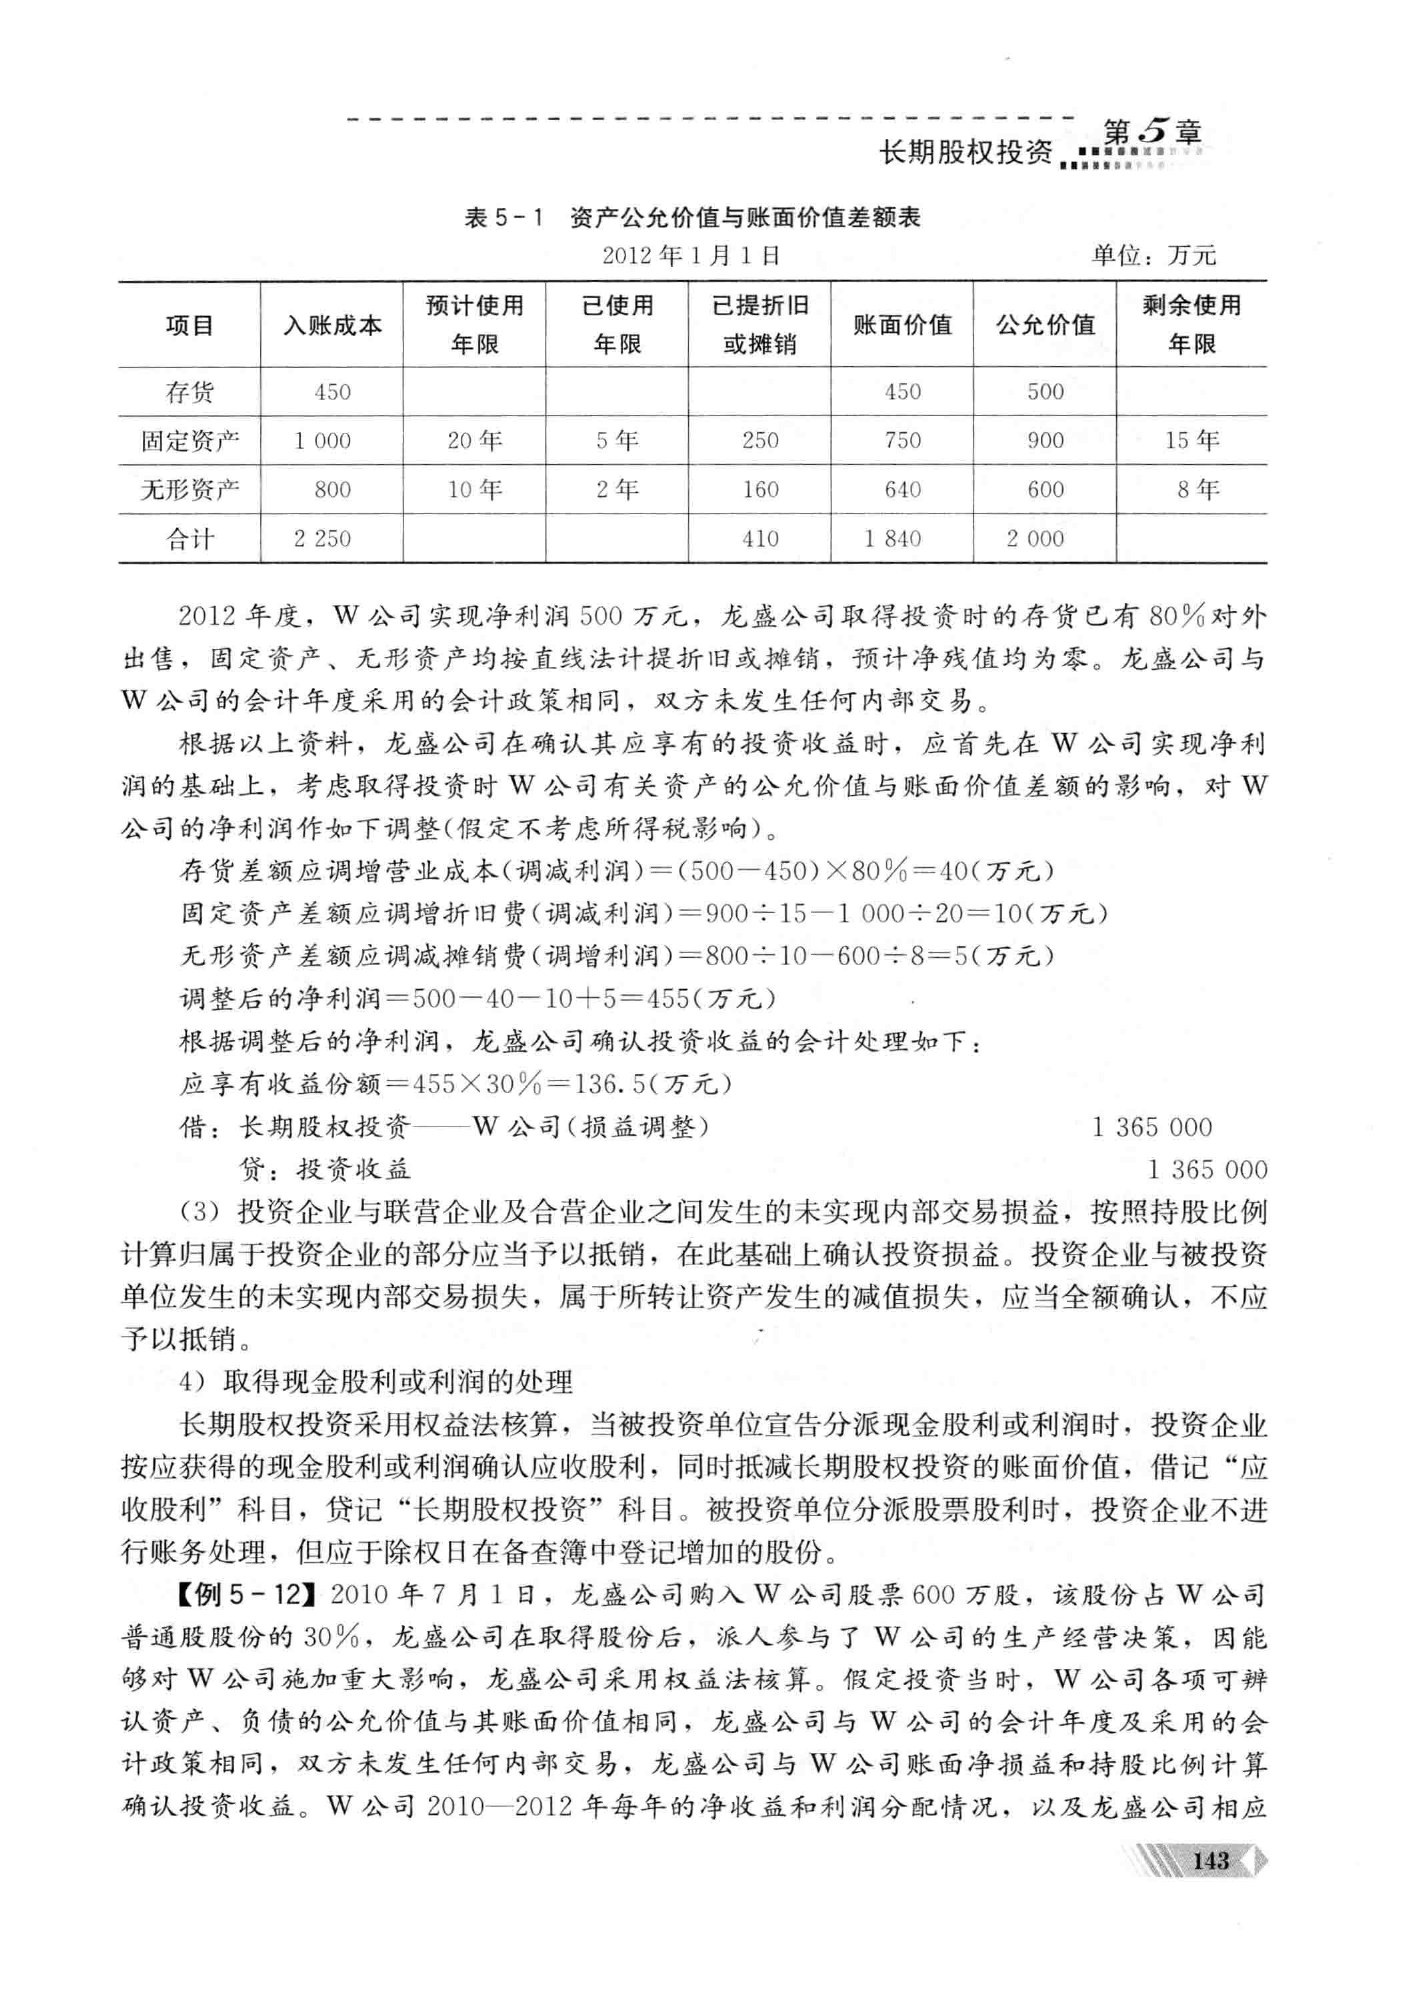 第5章
长期股权投资
表 5-1 资产公允价值与账面价值差额表
2012 年 1 月 1 日 单位：万元
项目 入账成本 预计使用年限 已使用年限 已提折旧或摊销 账面价值 公允价值 剩余使用年限
存货 450 450 500
固定资产 1 000 20 年 5 年 250 750 900 15 年
无形资产 800 10 年 2 年 160 640 600 8 年
合计 2 250 410 1 840 2 000
2012 年度，W 公司实现净利润 500 万元，龙盛公司取得投资时的存货已有 80％对外
出售，固定资产、无形资产均按直线法计提折旧或摊销，预计净残值均为零。龙盛公司与
W 公司的会计年度采用的会计政策相同，双方未发生任何内部交易。
根据以上资料，龙盛公司在确认其应享有的投资收益时，应首先在 W 公司实现净利
润的基础上，考虑取得投资时 W 公司有关资产的公允价值与账面价值差额的影响，对 W
公司的净利润作如下调整(假定不考虑所得税影响)。
存货差额应调增营业成本(调减利润)＝(500－450)×80％＝40(万元)
固定资产差额应调增折旧费(调减利润)＝900÷15－1 000÷20＝10(万元)
无形资产差额应调减摊销费(调增利润)＝800÷10－600÷8＝5(万元)
调整后的净利润＝500－40－10＋5＝455(万元)
根据调整后的净利润，龙盛公司确认投资收益的会计处理如下：
应享有收益份额＝455×30％＝136.5(万元)
借：长期股权投资——W 公司(损益调整) 1 365 000
贷：投资收益 1 365 000
(3) 投资企业与联营企业及合营企业之间发生的未实现内部交易损益，按照持股比例
计算归属于投资企业的部分应当予以抵销，在此基础上确认投资损益。投资企业与被投资
单位发生的未实现内部交易损失，属于所转让资产发生的减值损失，应当全额确认，不应
予以抵销。
4) 取得现金股利或利润的处理
长期股权投资采用权益法核算，当被投资单位宣告分派现金股利或利润时，投资企业
按应获得的现金股利或利润确认应收股利，同时抵减长期股权投资的账面价值，借记“应
收股利”科目，贷记“长期股权投资”科目。被投资单位分派股票股利时，投资企业不进
行账务处理，但应于除权日在备查簿中登记增加的股份。
【例 5-12】2010 年 7 月 1 日，龙盛公司购入 W 公司股票 600 万股，该股份占 W 公司
普通股股份的 30％，龙盛公司在取得股份后，派人参与了 W 公司的生产经营决策，因能
够对 W 公司施加重大影响，龙盛公司采用权益法核算。假定投资当时，W 公司各项可辨
认资产、负债的公允价值与其账面价值相同，龙盛公司与 W 公司的会计年度及采用的会
计政策相同，双方未发生任何内部交易，龙盛公司与 W 公司账面净损益和持股比例计算
确认投资收益。W 公司 2010—2012 年每年的净收益和利润分配情况，以及龙盛公司相应
143